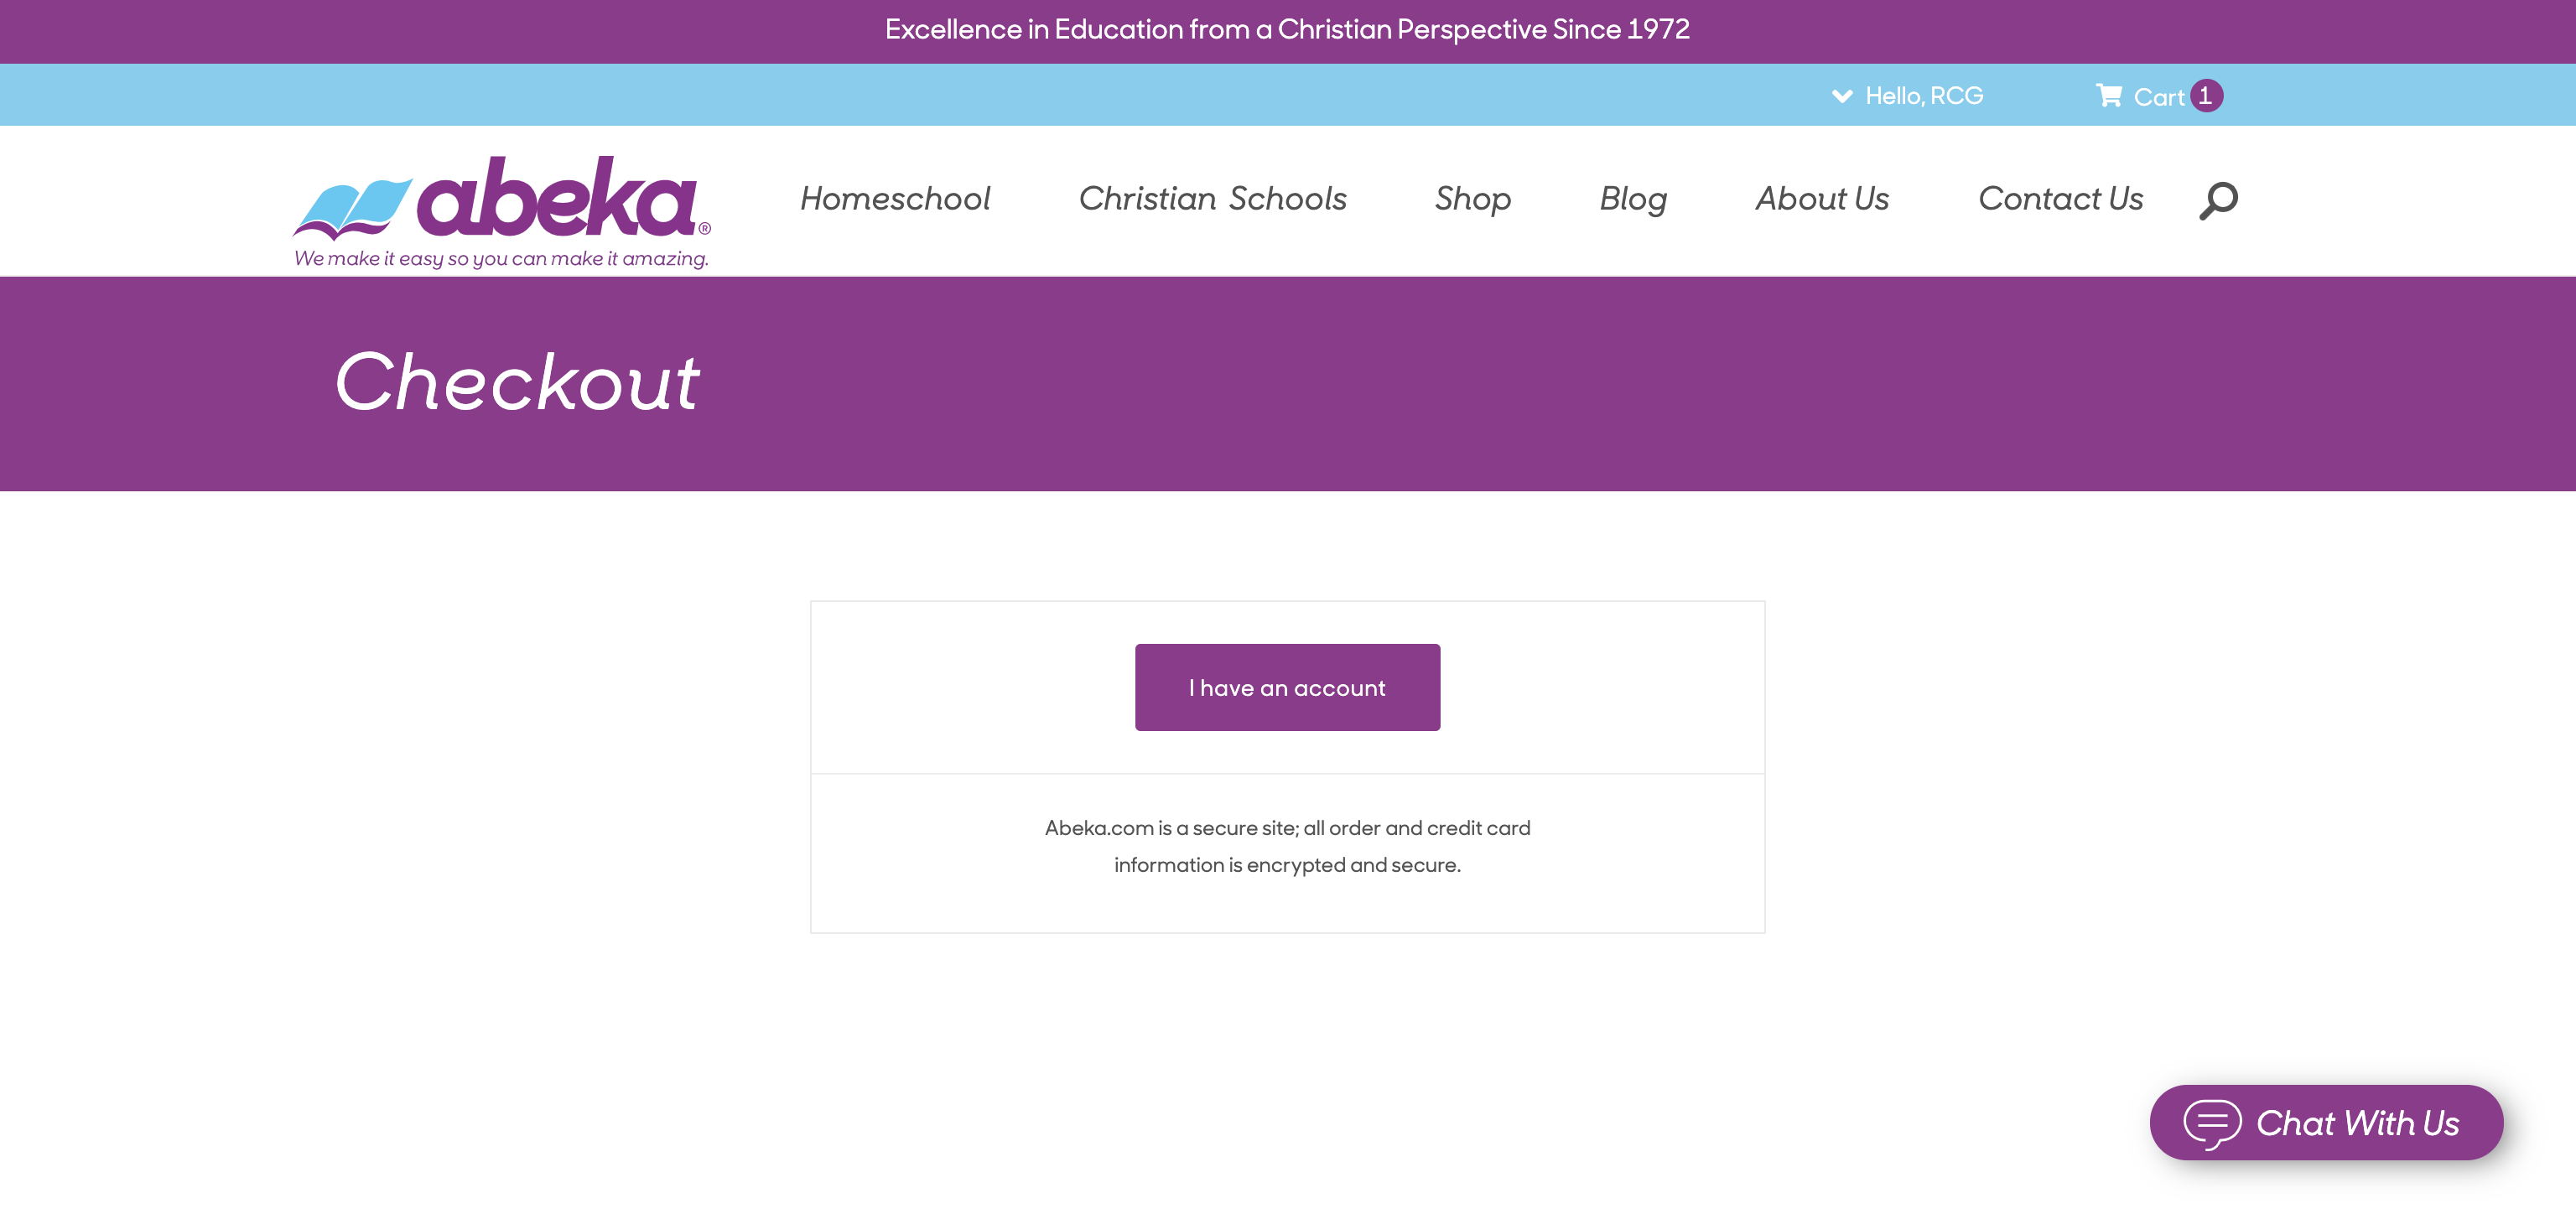 Excellence in Education from a Christian Perspective Since 1972
Hello, RCG
Cart 1
abeka®
We make it easy so you can make it amazing.
Homeschool
Christian Schools
Shop
Blog
About Us
Contact Us
Checkout
I have an account
Abeka.com is a secure site; all order and credit card
information is encrypted and secure.
Chat With Us